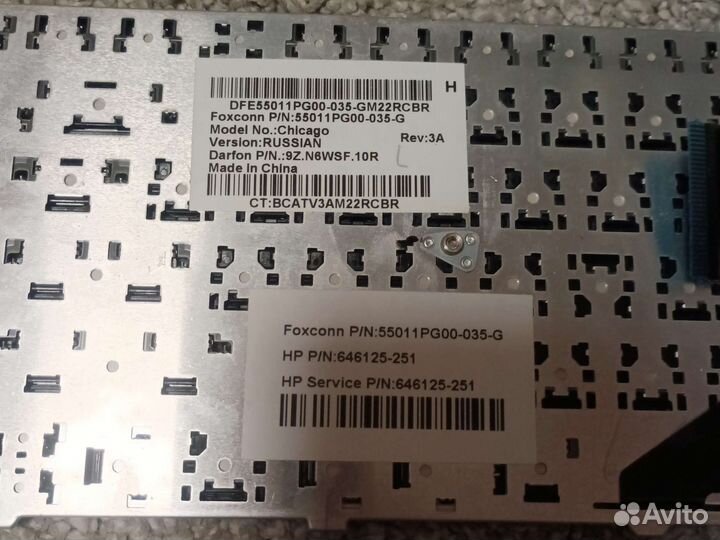 H
DFE55011PG00-035-GM22RCBR
Foxconn P/N:55011PG00-035-G
Model No.:Chicago
Rev:3A
Version:RUSSIAN
Darfon P/N.:9Z.N6WSF.10R
Made in China
CT:BCATV3AM22RCBR
Foxconn P/N:55011PG00-035-G
HP P/N:646125-251
HP Service P/N:646125-251
Avito